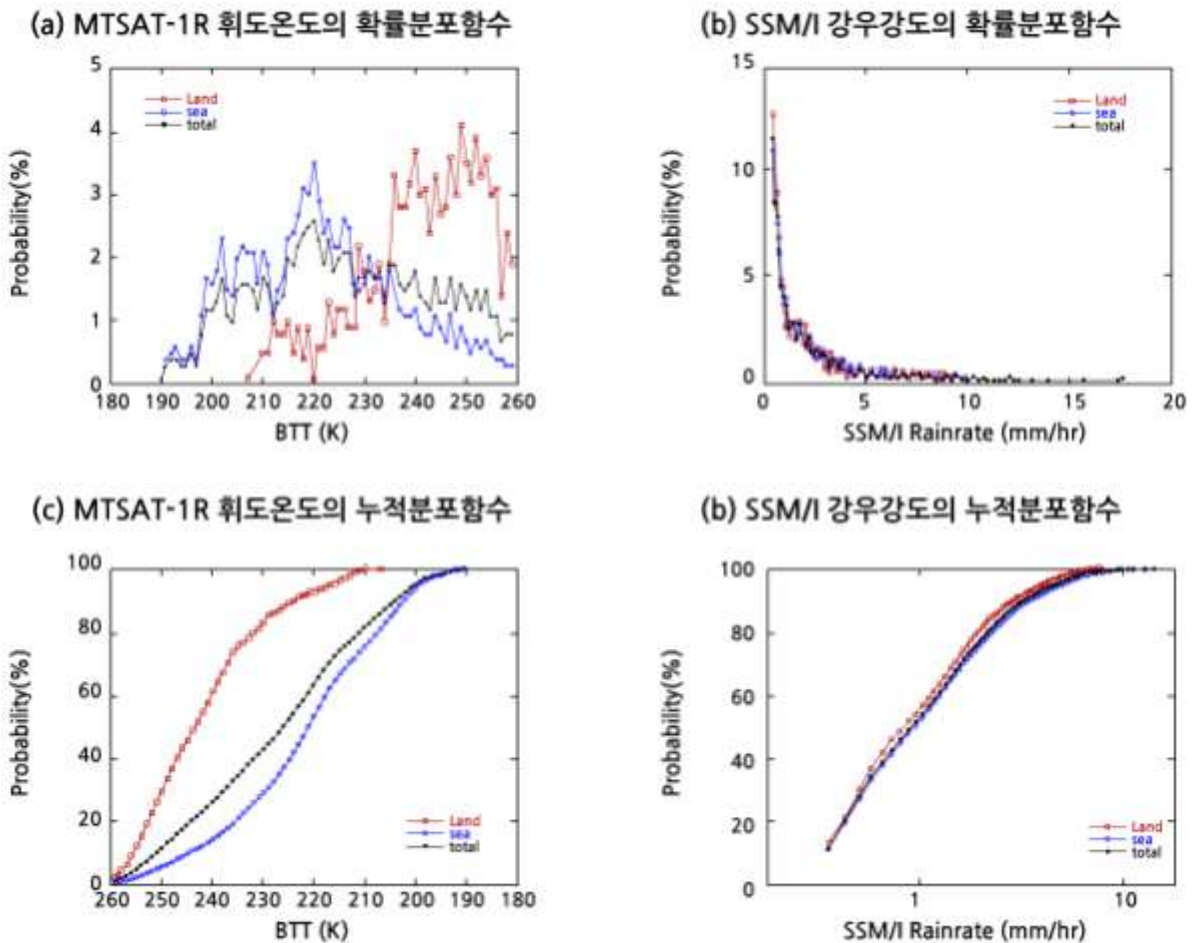 (a) MTSAT-1R 휘도온도의 확률분포함수
5
4
3
2
1
0
Probability(%)
Land
sea
total
180 190 200 210 220 230 240 250 260
BTT (K)
(b) SSM/I 강우강도의 확률분포함수
15
10
5
0
Probability(%)
Land
sea
total
0 5 10 15 20
SSM/I Rainrate (mm/hr)
(c) MTSAT-1R 휘도온도의 누적분포함수
100
80
60
40
20
0
Probability(%)
Land
sea
total
260 250 240 230 220 210 200 190 180
BTT (K)
(b) SSM/I 강우강도의 누적분포함수
100
80
60
40
20
0
Probability(%)
Land
sea
total
1 10
SSM/I Rainrate (mm/hr)